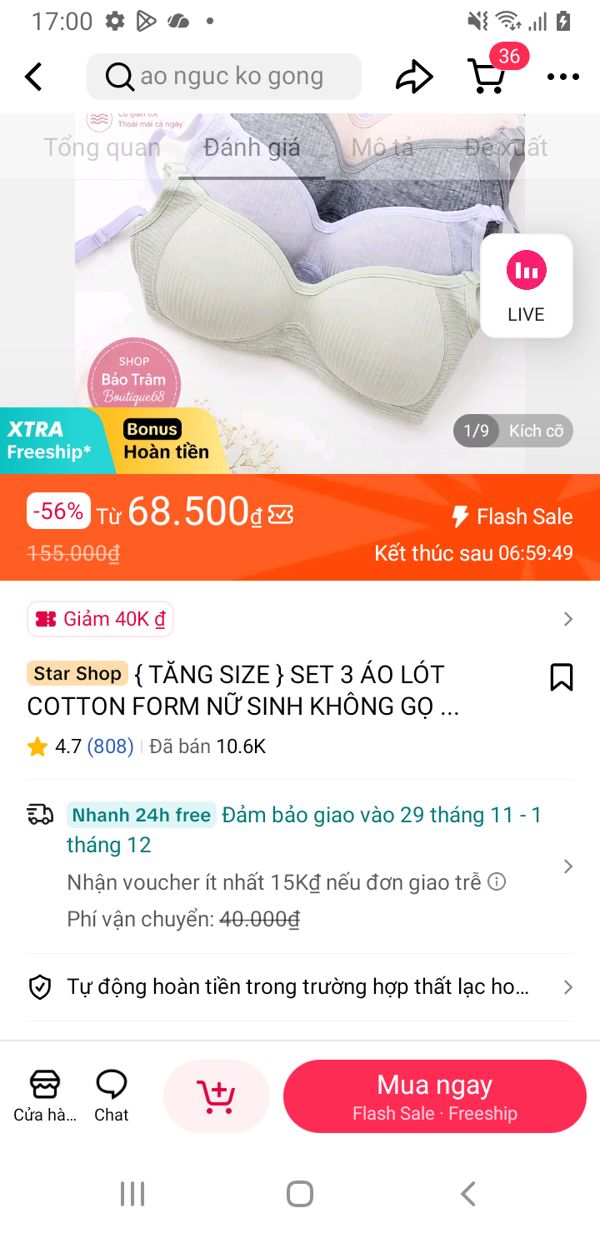 17:00
36
ao nguc ko gong
Thoải mái cả ngày
Tổng quan Đánh giá Mô tả Đề xuất
LIVE
SHOP
Bảo Trâm
Boutique68
XTRA
Freeship*
Bonus
Hoàn tiền
1/9 Kích cỡ
-56% Từ 68.500₫
Flash Sale
155.000₫
Kết thúc sau 06:59:49
Giảm 40K ₫
Star Shop { TĂNG SIZE } SET 3 ÁO LÓT
COTTON FORM NỮ SINH KHÔNG GỌ ...
4.7 (808) Đã bán 10.6K
Nhanh 24h free Đảm bảo giao vào 29 tháng 11 - 1
tháng 12
Nhận voucher ít nhất 15K₫ nếu đơn giao trễ
Phí vận chuyển: 40.000₫
Tự động hoàn tiền trong trường hợp thất lạc ho...
Cửa hà... Chat
Mua ngay
Flash Sale · Freeship